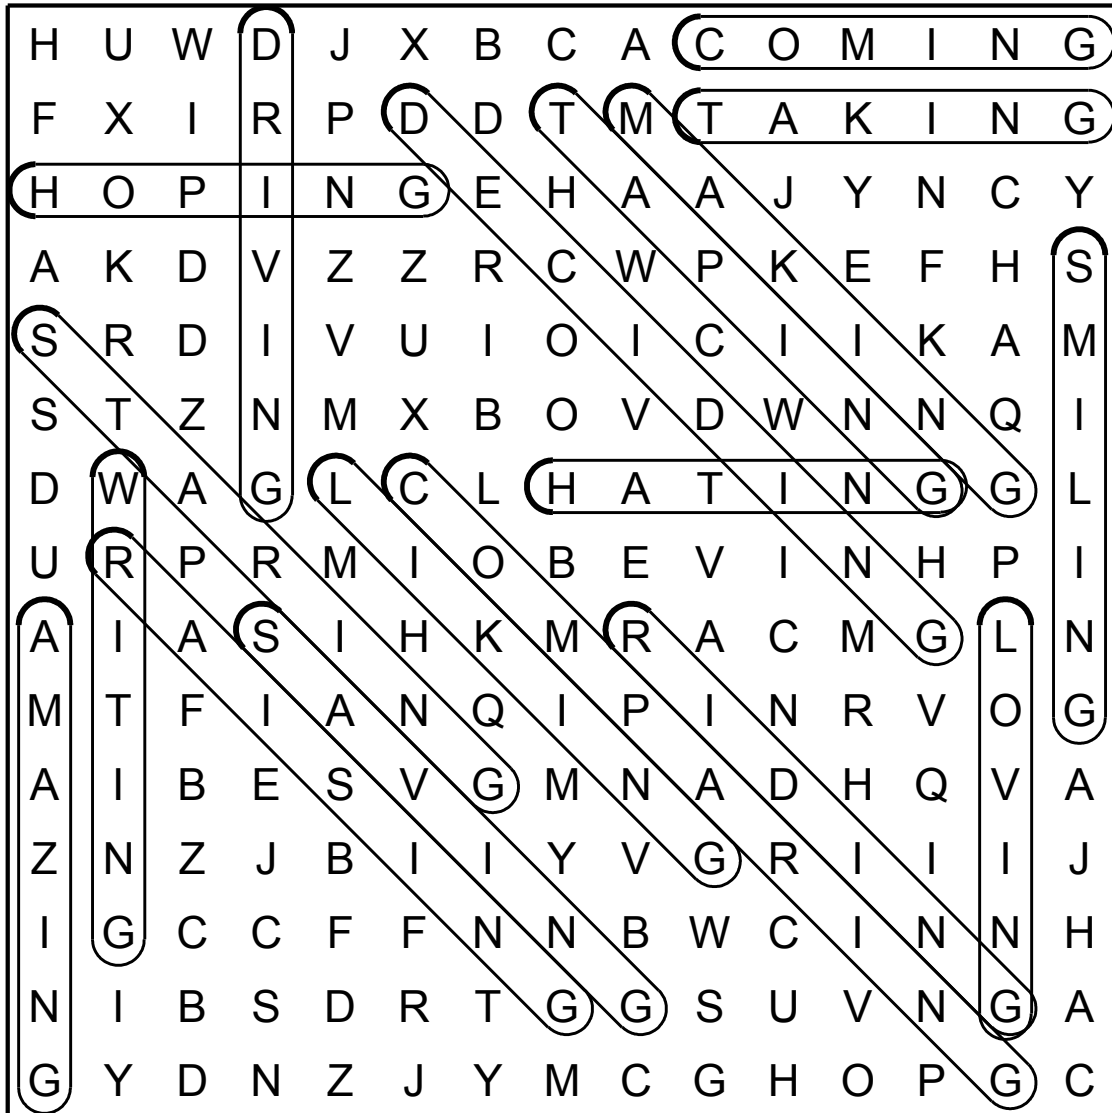 H U W D J X B C A C O M I N G
F X I R P D D T M T A K I N G
H O P I N G E H A A J Y N C Y
A K D V Z Z R C W P K E F H S
S R D I V U I O I C I I K A M
S T Z N M X B O V D W N N Q I
D W A G L C L H A T I N G G L
U R P R M I O B E V I N H P I
A I A S I H K M R A C M G L N
M T F I A N Q I P I N R V O G
A I B E S V G M N A D H Q V A
Z N Z J B I I Y V G R I I I J
I G C C F F N N B W C I N N H
N I B S D R T G G S U V N G A
G Y D N Z J Y M C G H O P G C